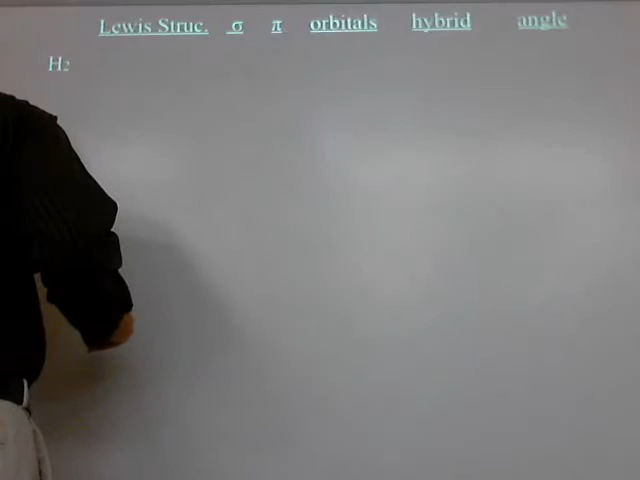 Lewis Struc. σ π orbitals hybrid angle
H₂